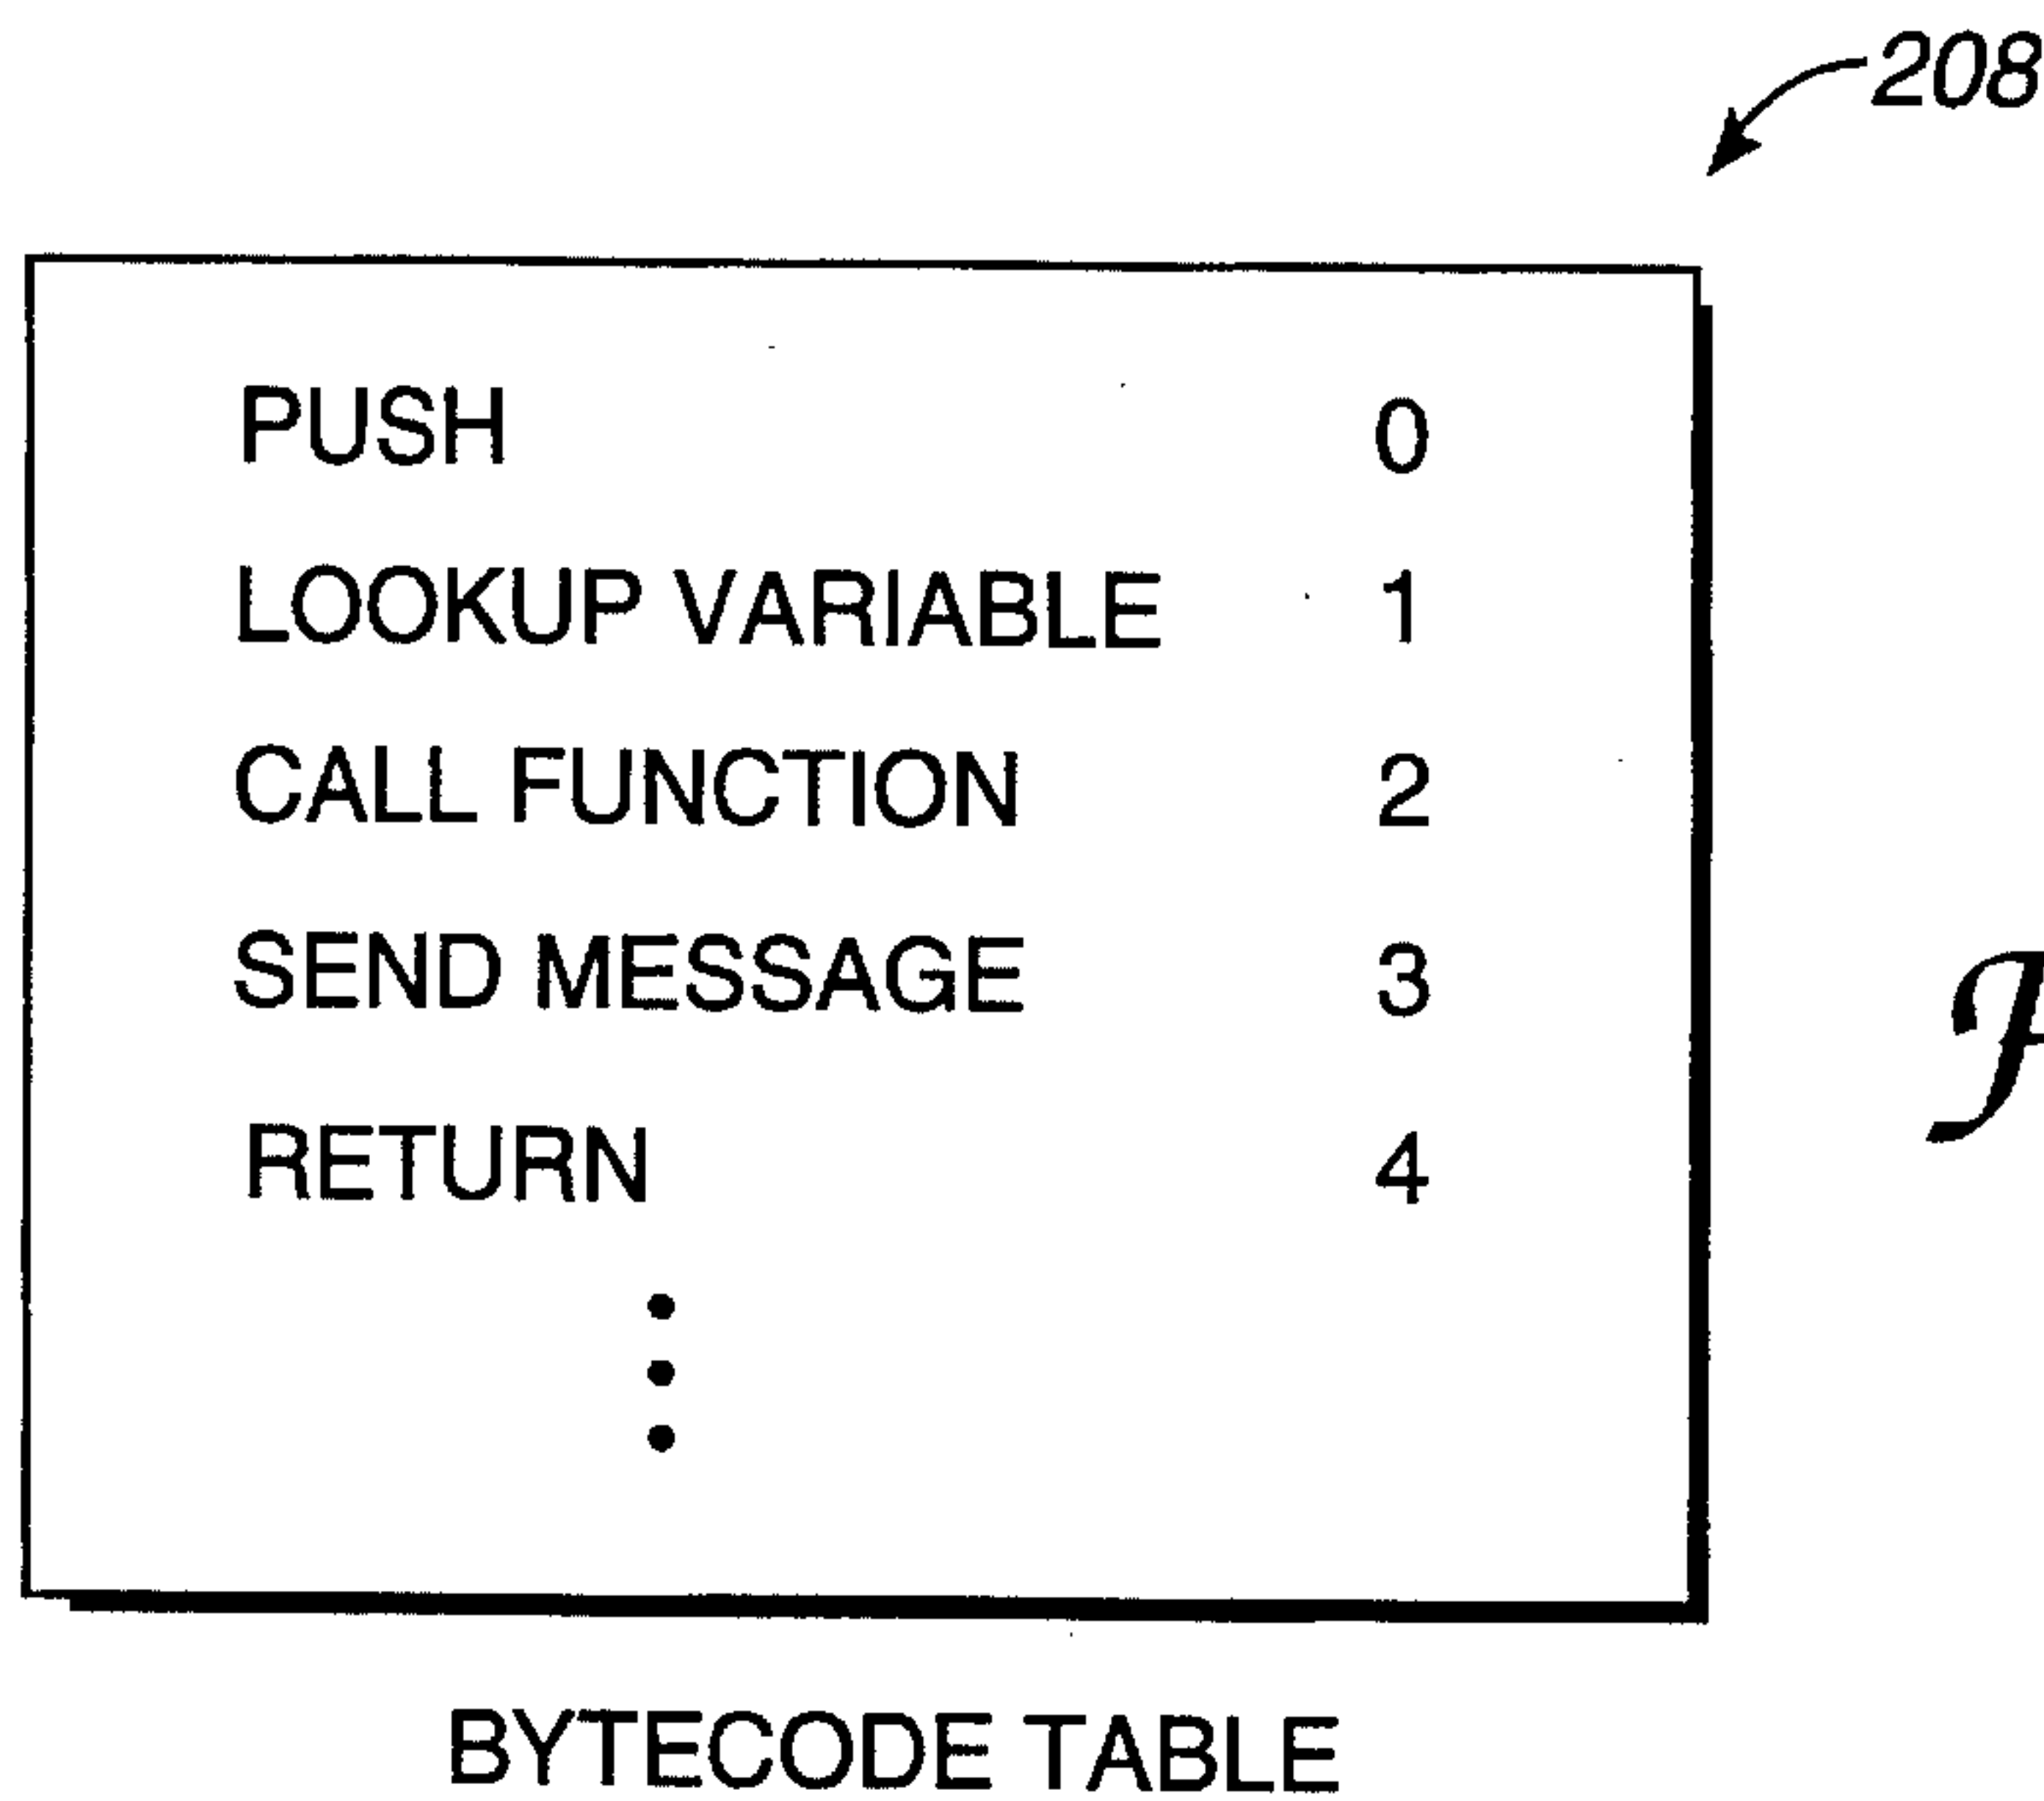 208
PUSH 0
LOOKUP VARIABLE 1
CALL FUNCTION 2
SEND MESSAGE 3
RETURN 4
BYTECODE TABLE